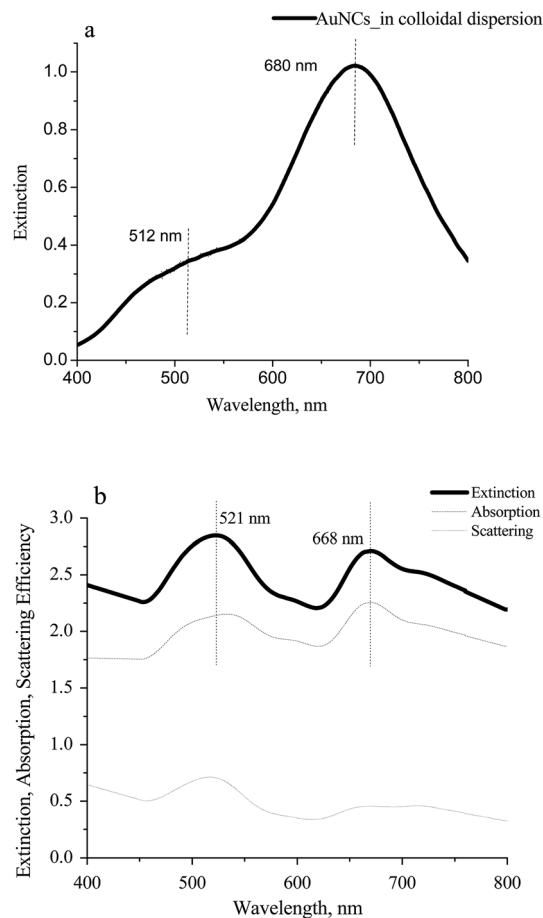 a
AuNCs_in colloidal dispersion
680 nm
512 nm
Extinction
1.0
0.8
0.6
0.4
0.2
0.0
400 500 600 700 800
Wavelength, nm
b
Extinction
Absorption
Scattering
521 nm
668 nm
Extinction, Absorption, Scattering Efficiency
3.0
2.5
2.0
1.5
1.0
0.5
0.0
400 500 600 700 800
Wavelength, nm